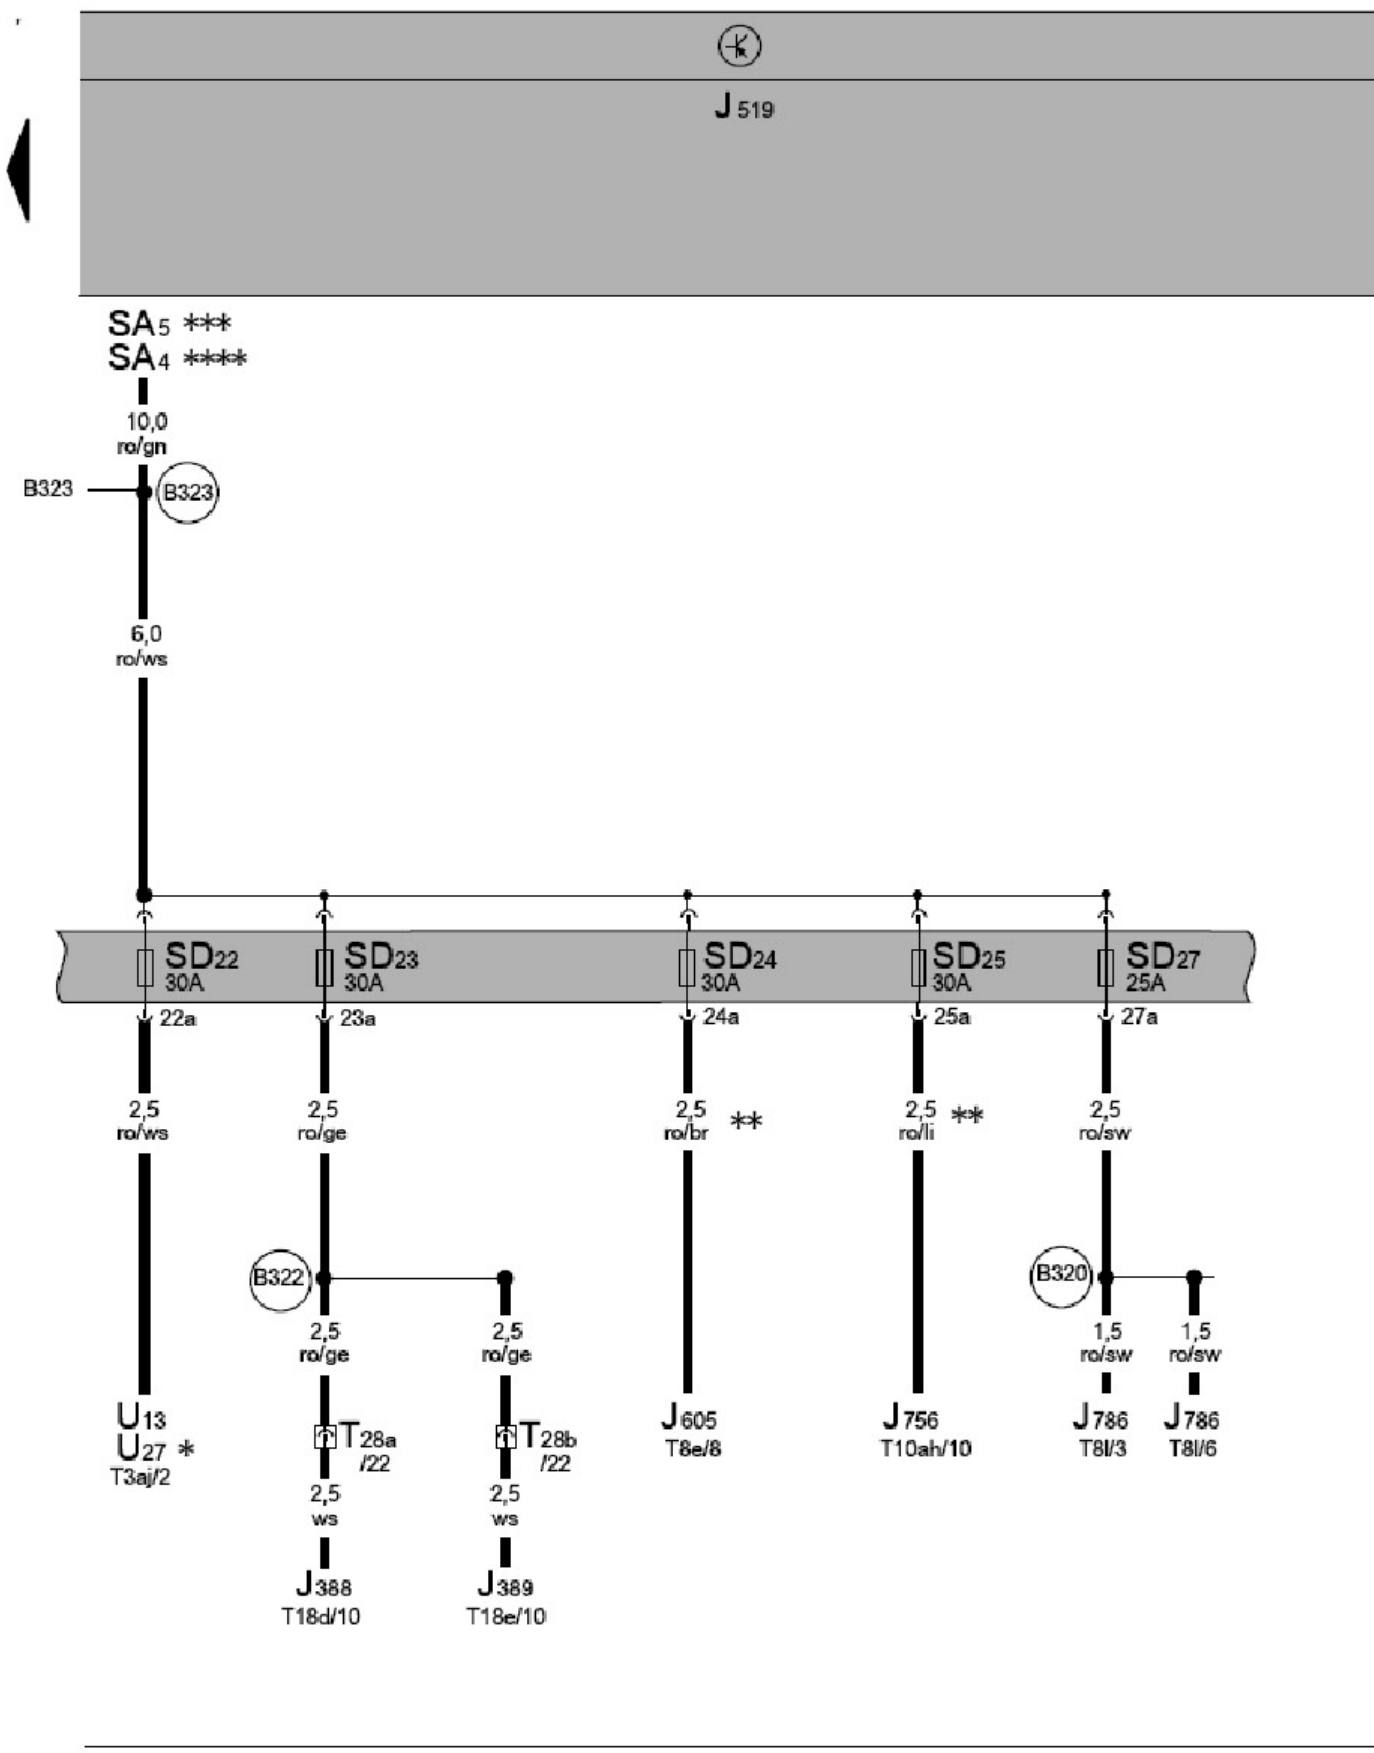 J 519
SA5 ***
SA4 ****
10,0
ro/gn
B323 B323
6,0
ro/ws
SD22 SD23 SD24 SD25 SD27
30A 30A 30A 30A 25A
22a 23a 24a 25a 27a
2,5 2,5 2,5 ** 2,5 ** 2,5
ro/ws ro/ge ro/br ro/li ro/sw
B322 B320
2,5 2,5 1,5 1,5
ro/ge ro/ge ro/sw ro/sw
U13 J605 J756 J786 J786
U27 * T28a T28b T8e/8 T10ah/10 T8l/3 T8l/6
T3aj/2 /22 /22
2,5 2,5
ws ws
J388 J389
T18d/10 T18e/10